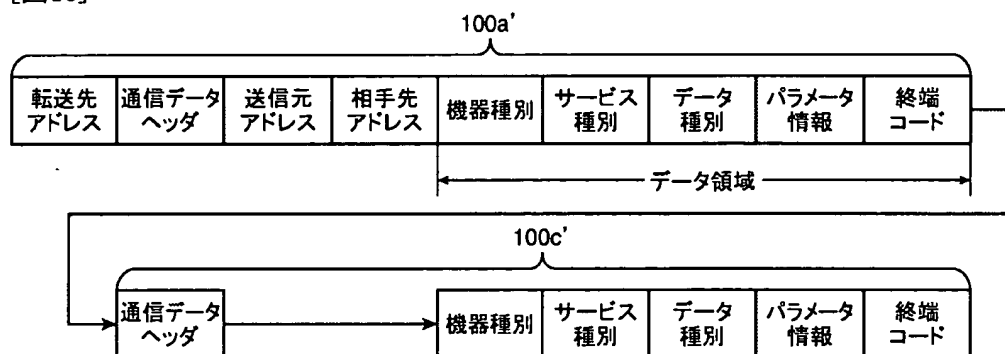 100a'
転送先
アドレス
通信データ
ヘッダ
送信元
アドレス
相手先
アドレス
機器種別
サービス
種別
データ
種別
パラメータ
情報
終端
コード
データ領域
100c'
通信データ
ヘッダ
機器種別
サービス
種別
データ
種別
パラメータ
情報
終端
コード